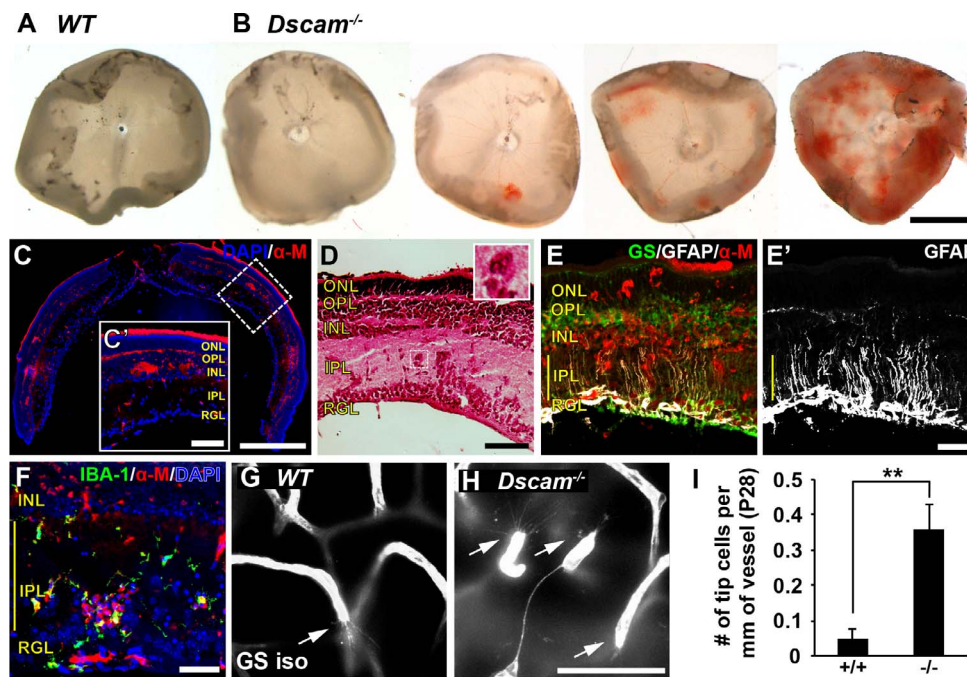 A WT
B Dscam-/-
C DAPI/α-M
C'
ONL
OPL
INL
IPL
RGL
D
ONL
OPL
INL
IPL
RGL
E GS/GFAP/α-M
ONL
OPL
INL
IPL
RGL
E' GFAP
F IBA-1/α-M/DAPI
INL
IPL
RGL
G WT
GS iso
H Dscam-/-
I
# of tip cells per
mm of vessel (P28)
0.5
0.4
0.3
0.2
0.1
0
**
+/+
-/-